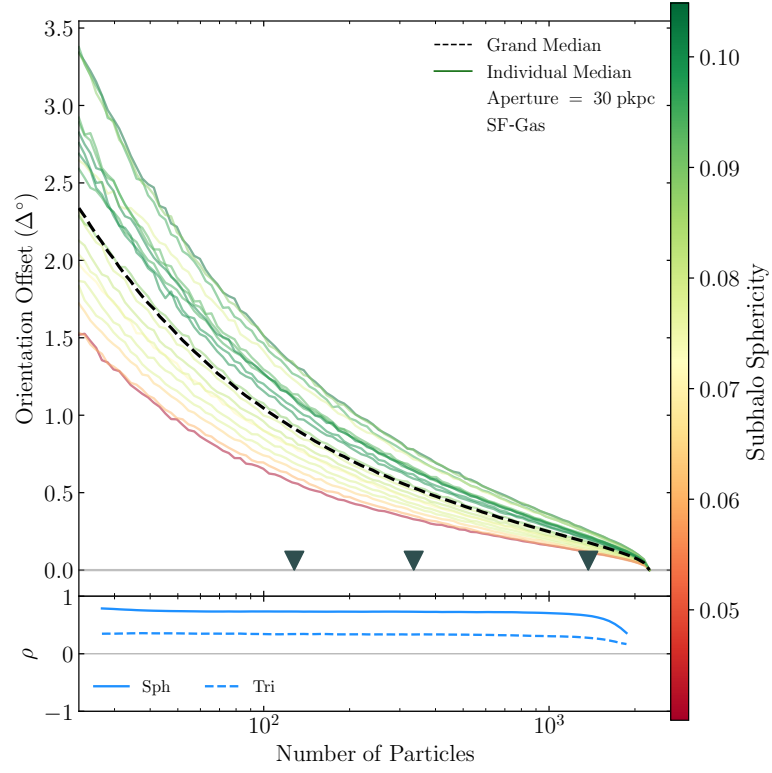 3.5
3.0
2.5
2.0
1.5
1.0
0.5
0.0
Orientation Offset (Δ°)
Grand Median
Individual Median
Aperture = 30 pkpc
SF-Gas
0.10
0.09
0.08
0.07
0.06
0.05
Subhalo Sphericity
1
0
−1
ρ
Sph
Tri
10²
10³
Number of Particles